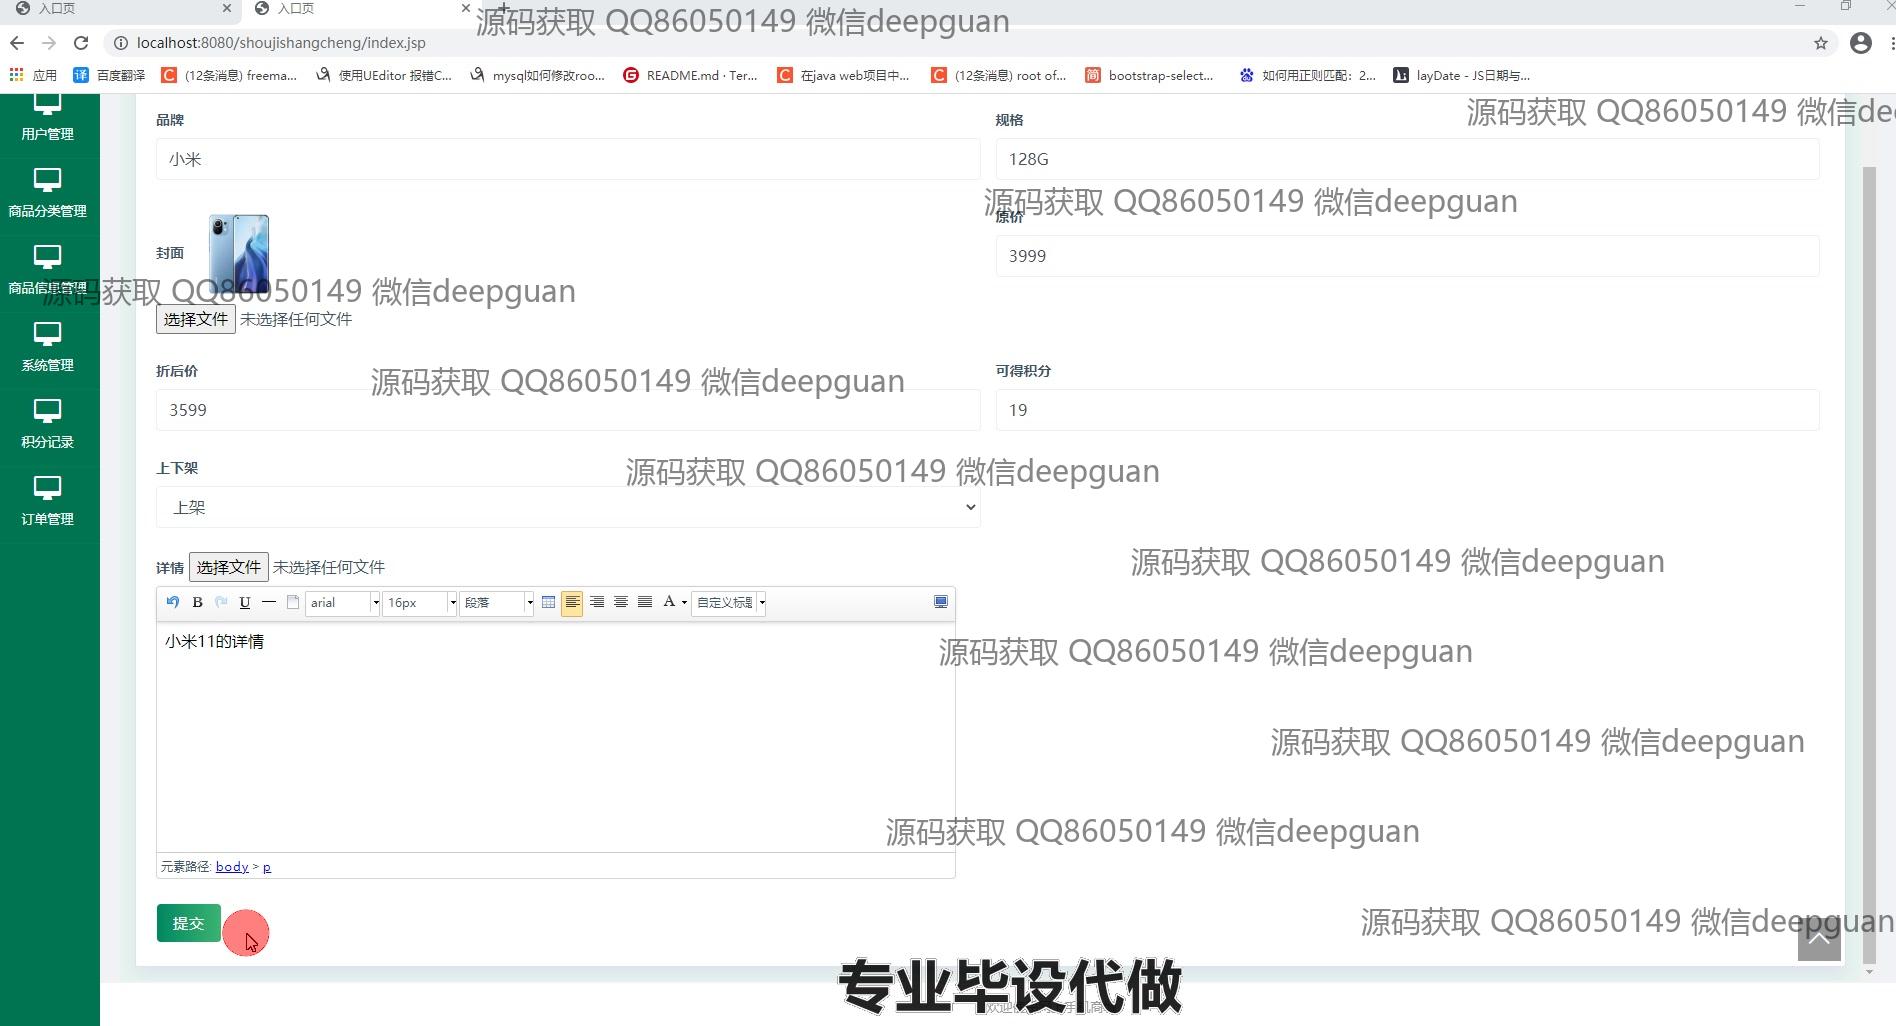 入口页
入口页
源码获取 QQ86050149 微信deepguan
localhost:8080/shoujishangcheng/index.jsp
应用
百度翻译
(12条消息) freema...
使用UEditor 报错C...
mysql如何修改roo...
README.md · Ter...
在java web项目中...
(12条消息) root of...
bootstrap-select...
如何用正则匹配：2...
layDate - JS日期与...
源码获取 QQ86050149 微信dee
品牌
规格
用户管理
小米
128G
源码获取 QQ86050149 微信deepguan
商品分类管理
原价
封面
3999
商品信息管理
源码获取 QQ86050149 微信deepguan
选择文件 未选择任何文件
系统管理
折后价
可得积分
源码获取 QQ86050149 微信deepguan
3599
19
积分记录
上下架
源码获取 QQ86050149 微信deepguan
上架
订单管理
源码获取 QQ86050149 微信deepguan
详情 选择文件 未选择任何文件
B U arial 16px 段落 A 自定义标题
小米11的详情
源码获取 QQ86050149 微信deepguan
源码获取 QQ86050149 微信deepguan
源码获取 QQ86050149 微信deepguan
元素路径: body > p
提交
源码获取 QQ86050149 微信deepguan
专业毕设代做